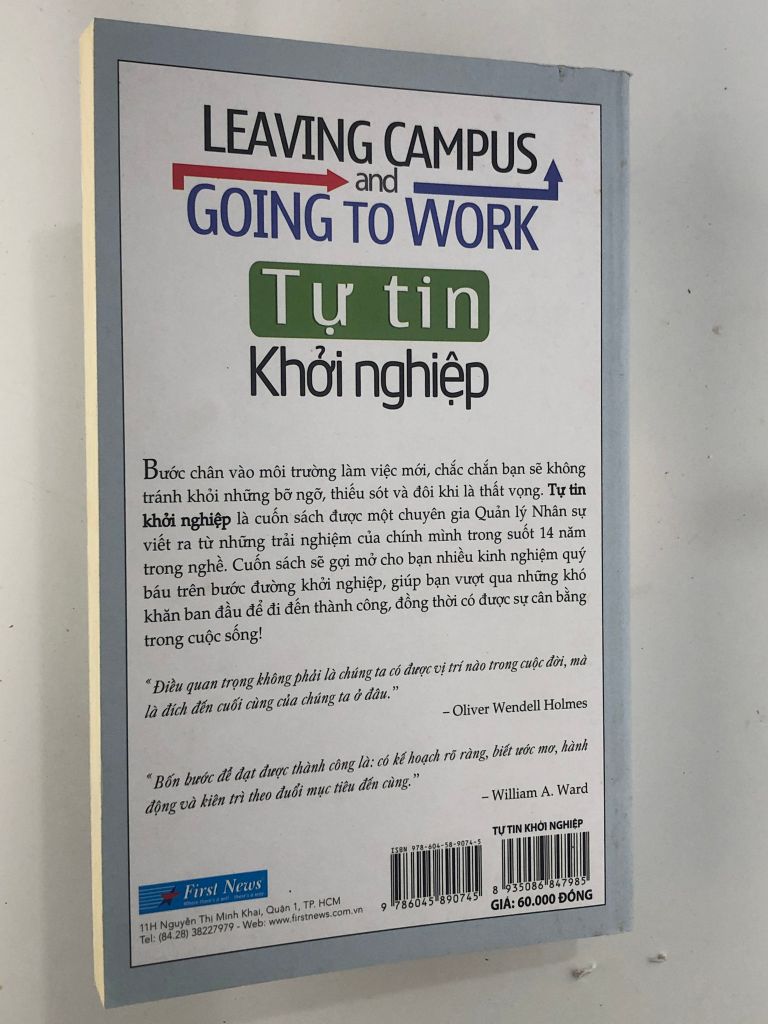 LEAVING CAMPUS
and
GOING TO WORK
Tự tin
Khởi nghiệp
Bước chân vào môi trường làm việc mới, chắc chắn bạn sẽ không
tránh khỏi những bỡ ngỡ, thiếu sót và đôi khi là thất vọng. Tự tin
khởi nghiệp là cuốn sách được một chuyên gia Quản lý Nhân sự
viết ra từ những trải nghiệm của chính mình trong suốt 14 năm
trong nghề. Cuốn sách sẽ gợi mở cho bạn nhiều kinh nghiệm quý
báu trên bước đường khởi nghiệp, giúp bạn vượt qua những khó
khăn ban đầu để đi đến thành công, đồng thời có được sự cân bằng
trong cuộc sống!
“Điều quan trọng không phải là chúng ta có được vị trí nào trong cuộc đời, mà
là đích đến cuối cùng của chúng ta ở đâu.”
– Oliver Wendell Holmes
“Bốn bước để đạt được thành công là: có kế hoạch rõ ràng, biết ước mơ, hành
động và kiên trì theo đuổi mục tiêu đến cùng.”
– William A. Ward
First News
Where there's a will - there's a way
11H Nguyễn Thị Minh Khai, Quận 1, TP. HCM
Tel: (84.28) 38227979 - Web: www.firstnews.com.vn
ISBN 978-604-58-9074-5
9 786045 890745
TỰ TIN KHỞI NGHIỆP
8 935086 847985
GIÁ: 60.000 ĐỒNG